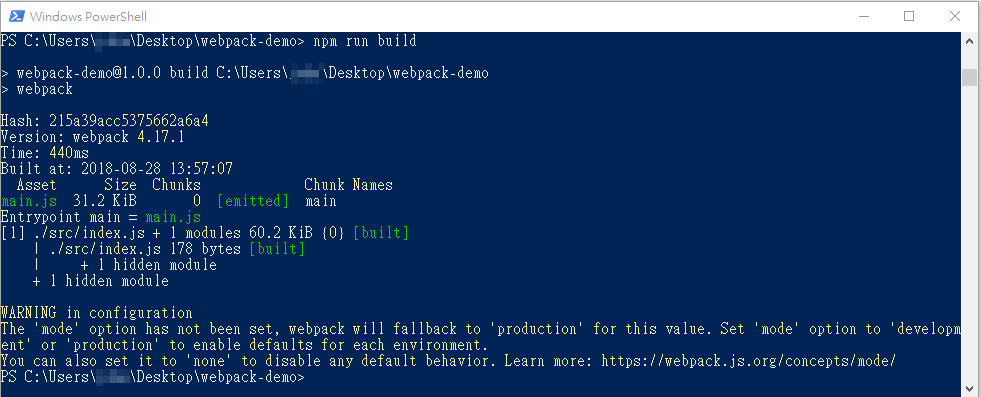 Windows PowerShell
PS C:\Users\ \Desktop\webpack-demo> npm run build
> webpack-demo@1.0.0 build C:\Users\ \Desktop\webpack-demo
> webpack
Hash: 215a39acc5375662a6a4
Version: webpack 4.17.1
Time: 440ms
Built at: 2018-08-28 13:57:07
Asset Size Chunks Chunk Names
main.js 31.2 KiB 0 [emitted] main
Entrypoint main = main.js
[1] ./src/index.js + 1 modules 60.2 KiB {0} [built]
| ./src/index.js 178 bytes [built]
| + 1 hidden module
+ 1 hidden module
WARNING in configuration
The 'mode' option has not been set, webpack will fallback to 'production' for this value. Set 'mode' option to 'developm
ent' or 'production' to enable defaults for each environment.
You can also set it to 'none' to disable any default behavior. Learn more: https://webpack.js.org/concepts/mode/
PS C:\Users\ \Desktop\webpack-demo>